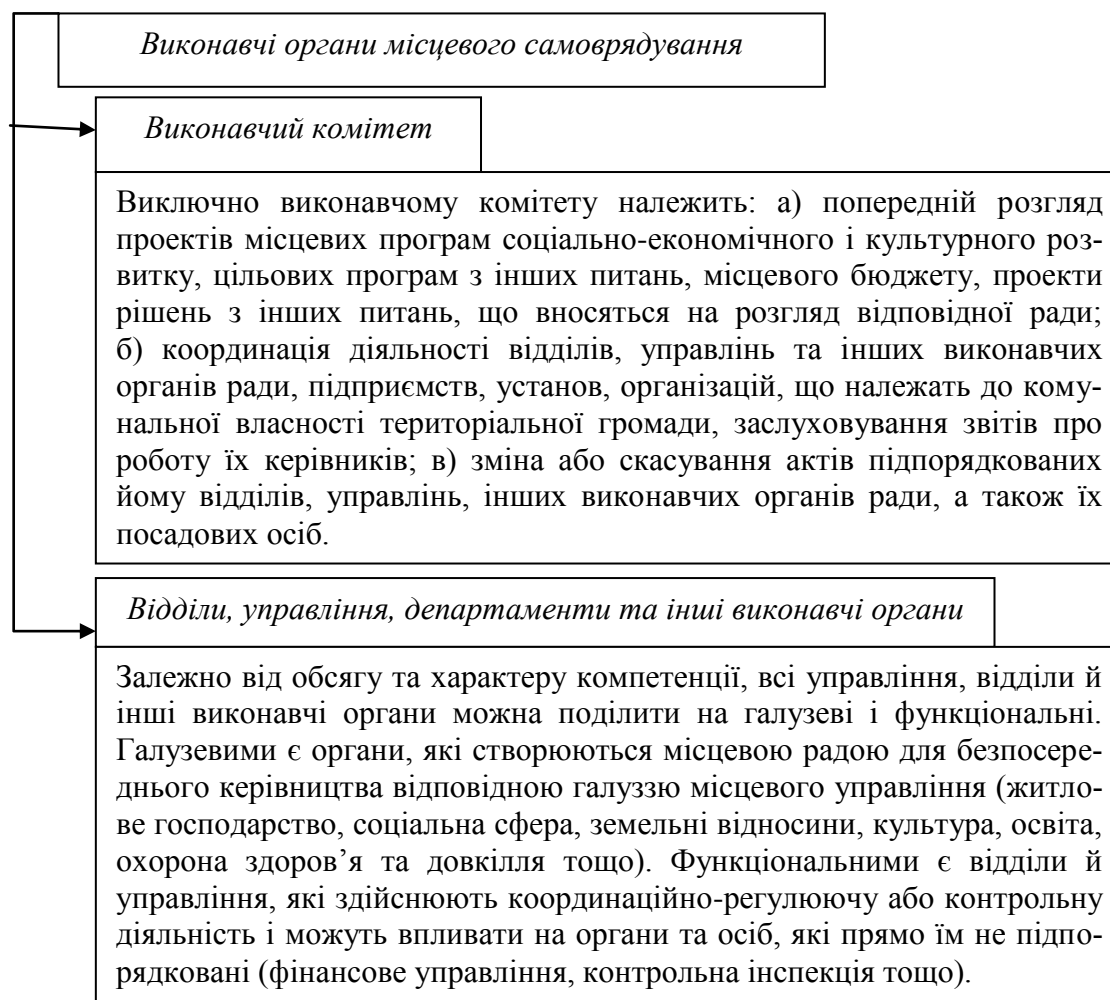 Виконавчі органи місцевого самоврядування
Виконавчий комітет
Виключно виконавчому комітету належить: а) попередній розгляд
проектів місцевих програм соціально-економічного і культурного роз-
витку, цільових програм з інших питань, місцевого бюджету, проекти
рішень з інших питань, що вносяться на розгляд відповідної ради;
б) координація діяльності відділів, управлінь та інших виконавчих
органів ради, підприємств, установ, організацій, що належать до кому-
нальної власності територіальної громади, заслуховування звітів про
роботу їх керівників; в) зміна або скасування актів підпорядкованих
йому відділів, управлінь, інших виконавчих органів ради, а також їх
посадових осіб.
Відділи, управління, департаменти та інші виконавчі органи
Залежно від обсягу та характеру компетенції, всі управління, відділи й
інші виконавчі органи можна поділити на галузеві і функціональні.
Галузевими є органи, які створюються місцевою радою для безпосере-
днього керівництва відповідною галуззю місцевого управління (житло-
ве господарство, соціальна сфера, земельні відносини, культура, освіта,
охорона здоров’я та довкілля тощо). Функціональними є відділи й
управління, які здійснюють координаційно-регулюючу або контрольну
діяльність і можуть впливати на органи та осіб, які прямо їм не підпо-
рядковані (фінансове управління, контрольна інспекція тощо).